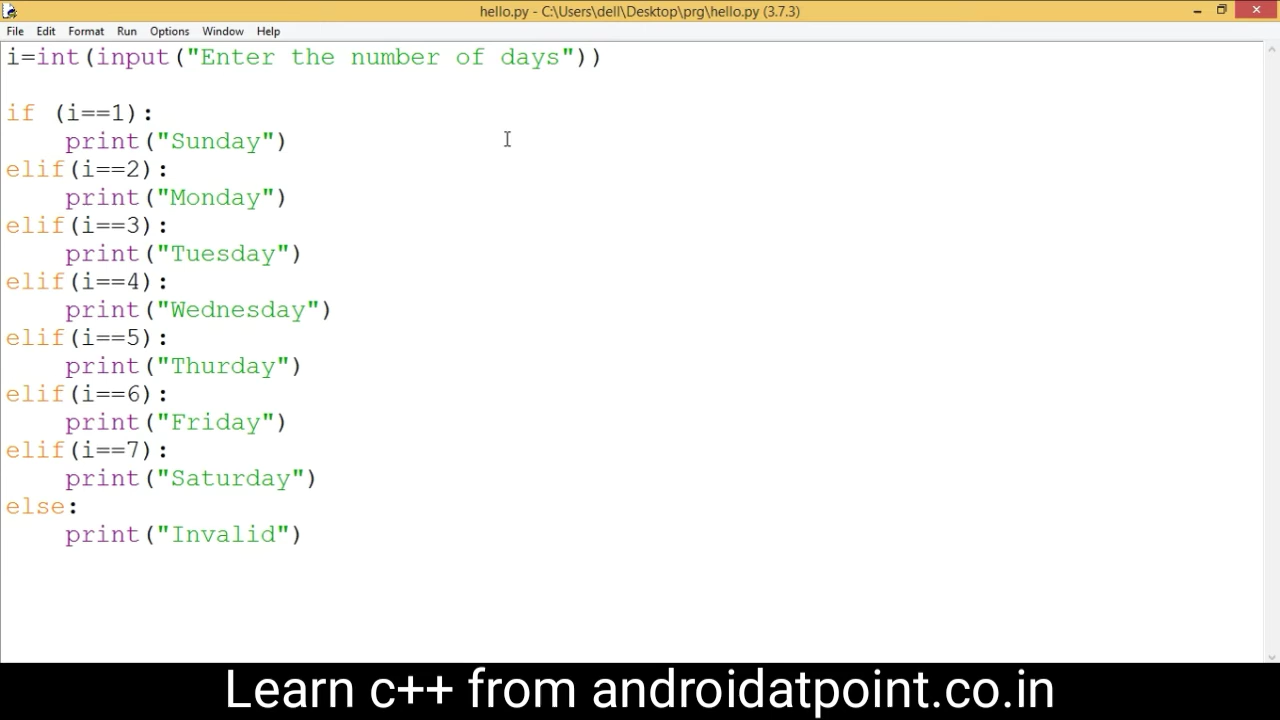 hello.py - C:\Users\dell\Desktop\prg\hello.py (3.7.3)
File Edit Format Run Options Window Help
i=int(input("Enter the number of days"))
if (i==1):
    print("Sunday")
elif(i==2):
    print("Monday")
elif(i==3):
    print("Tuesday")
elif(i==4):
    print("Wednesday")
elif(i==5):
    print("Thurday")
elif(i==6):
    print("Friday")
elif(i==7):
    print("Saturday")
else:
    print("Invalid")
Learn c++ from androidatpoint.co.in